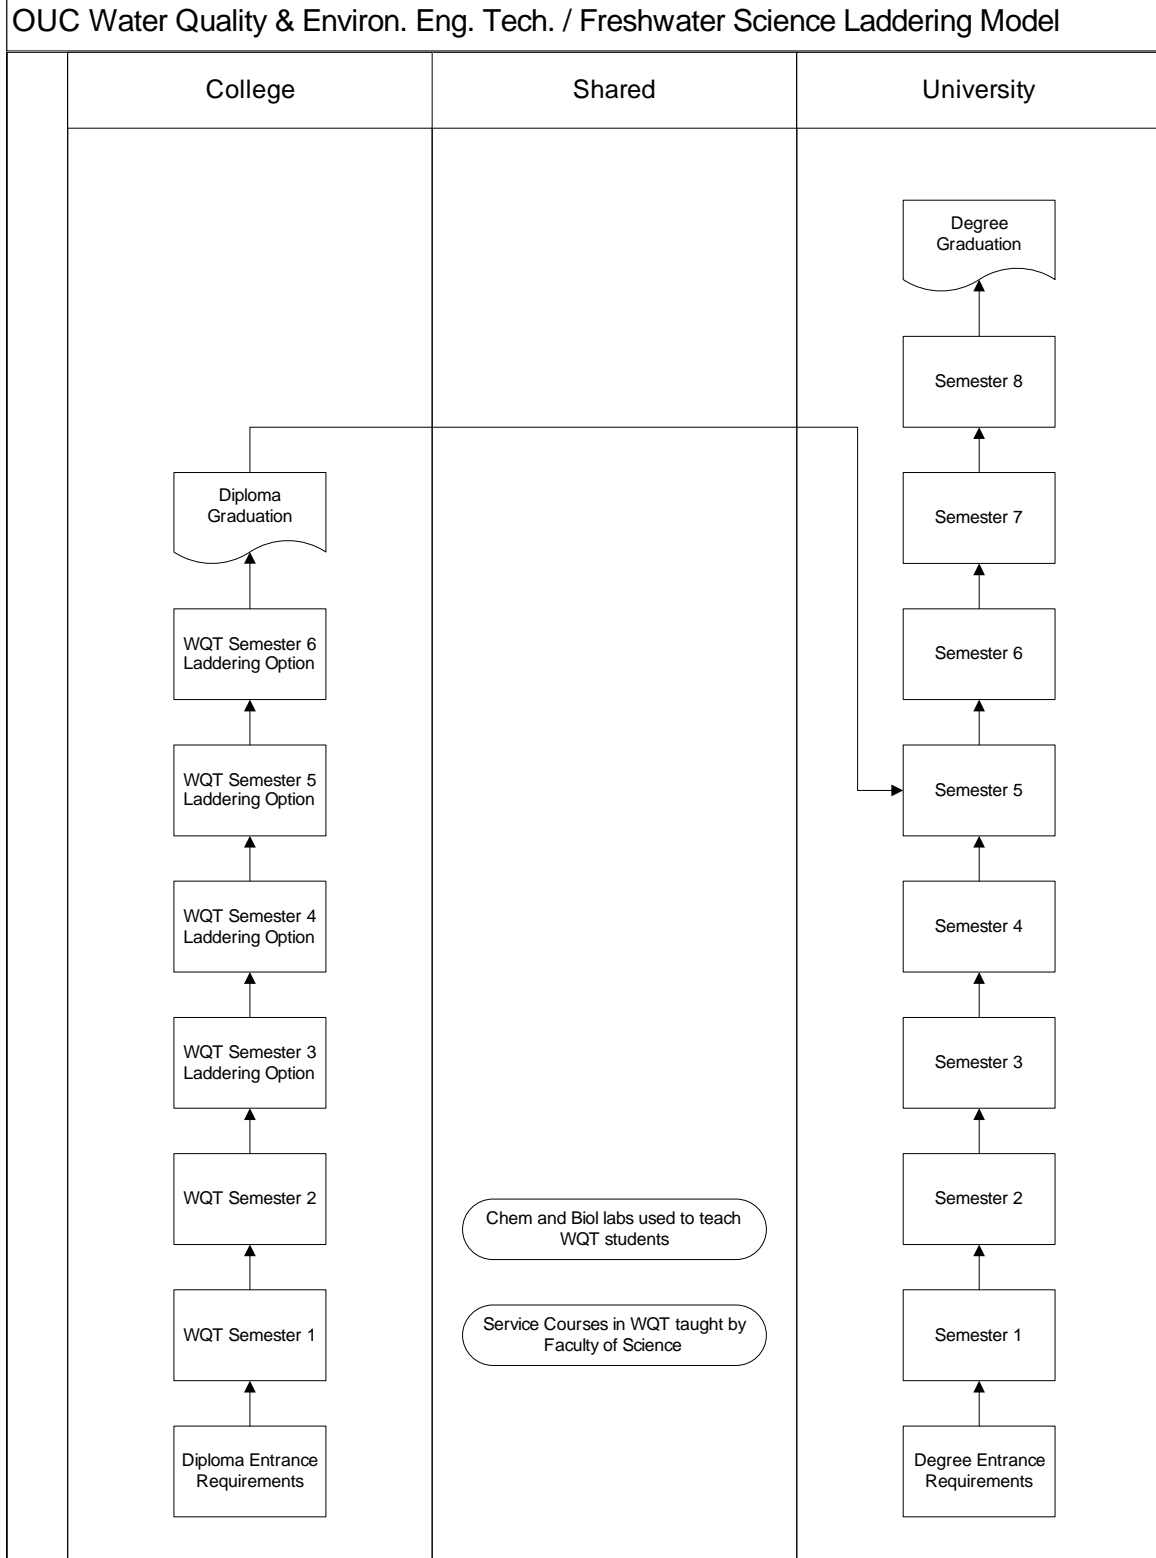 OUC Water Quality & Environ. Eng. Tech. / Freshwater Science Laddering Model
College
Shared
University
Degree
Graduation
Semester 8
Diploma
Graduation
Semester 7
WQT Semester 6
Laddering Option
Semester 6
WQT Semester 5
Laddering Option
Semester 5
WQT Semester 4
Laddering Option
Semester 4
WQT Semester 3
Laddering Option
Semester 3
WQT Semester 2
Chem and Biol labs used to teach
WQT students
Semester 2
WQT Semester 1
Service Courses in WQT taught by
Faculty of Science
Semester 1
Diploma Entrance
Requirements
Degree Entrance
Requirements